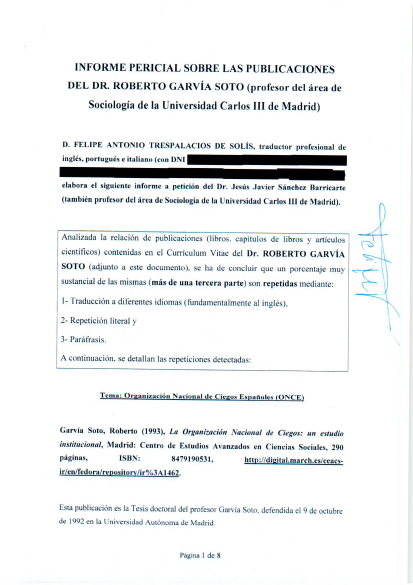 INFORME PERICIAL SOBRE LAS PUBLICACIONES
DEL DR. ROBERTO GARVÍA SOTO (profesor del área de
Sociología de la Universidad Carlos III de Madrid)
D. FELIPE ANTONIO TRESPALACIOS DE SOLÍS, traductor profesional de
inglés, portugués e italiano (con DNI
elabora el siguiente informe a petición del Dr. Jesús Javier Sánchez Barricarte
(también profesor del área de Sociología de la Universidad Carlos III de Madrid).
Analizada la relación de publicaciones (libros, capítulos de libros y artículos
científicos) contenidas en el Currículum Vitae del Dr. ROBERTO GARVÍA
SOTO (adjunto a este documento), se ha de concluir que un porcentaje muy
sustancial de las mismas (más de una tercera parte) son repetidas mediante:
1- Traducción a diferentes idiomas (fundamentalmente al inglés),
2- Repetición literal y
3- Paráfrasis.
A continuación, se detallan las repeticiones detectadas:
Tema: Organización Nacional de Ciegos Españoles (ONCE)
Garvía Soto, Roberto (1993), La Organización Nacional de Ciegos: un estudio
institucional, Madrid: Centro de Estudios Avanzados en Ciencias Sociales, 290
páginas, ISBN: 8479190531, http://digital.march.es/ceacs-
ir/en/fedora/repository/ir%3A1462.
Esta publicación es la Tesis doctoral del profesor Garvía Soto, defendida el 9 de octubre
de 1992 en la Universidad Autónoma de Madrid.
Página 1 de 8